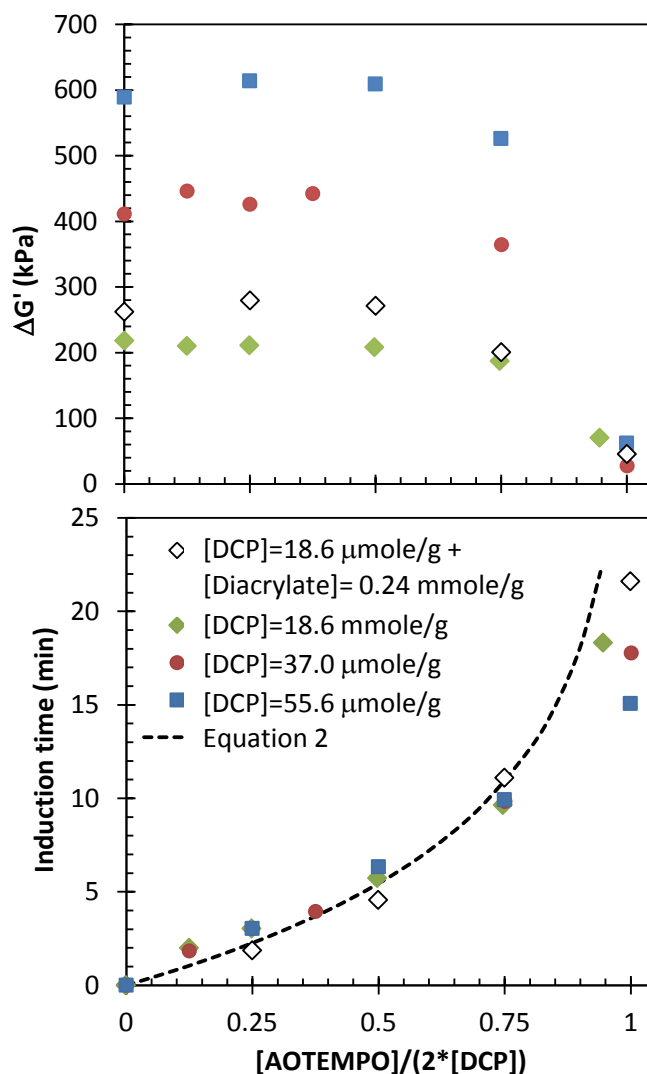 700
600
500
400
300
200
100
0
ΔG' (kPa)
25
20
15
10
5
0
Induction time (min)
[DCP]=18.6 μmole/g +
[Diacrylate]= 0.24 mmole/g
[DCP]=18.6 mmole/g
[DCP]=37.0 μmole/g
[DCP]=55.6 μmole/g
Equation 2
0 0.25 0.5 0.75 1
[AOTEMPO]/(2*[DCP])